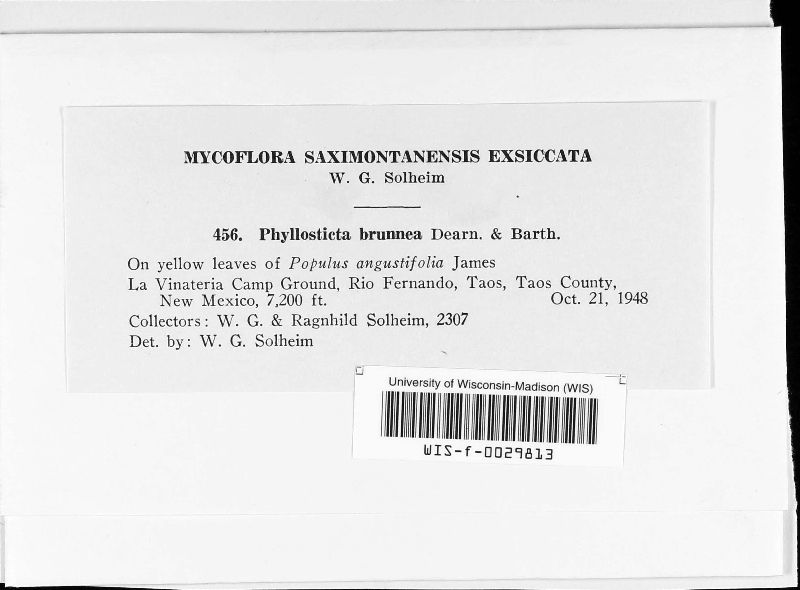 MYCOFLORA SAXIMONTANENSIS EXSICCATA
W. G. Solheim
456. Phyllosticta brunnea Dearn. & Barth.
On yellow leaves of Populus angustifolia James
La Vinateria Camp Ground, Rio Fernando, Taos, Taos County,
New Mexico, 7,200 ft. Oct. 21, 1948
Collectors: W. G. & Ragnhild Solheim, 2307
Det. by: W. G. Solheim
University of Wisconsin-Madison (WIS)
WIS-f-0029813